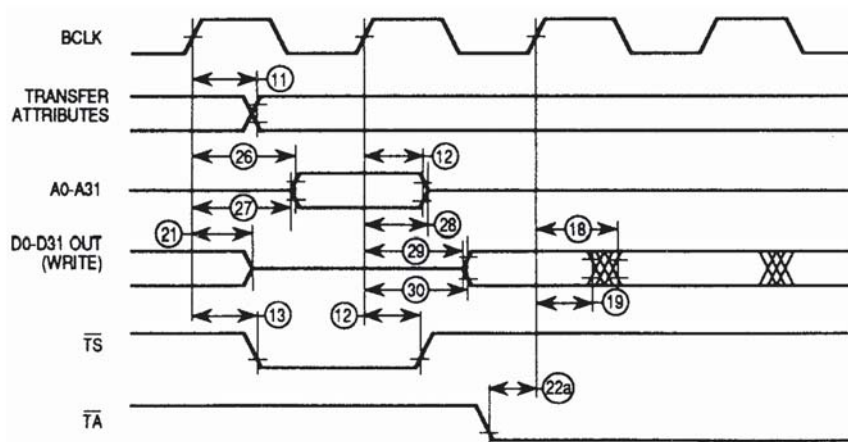 BCLK
11
TRANSFER
ATTRIBUTES
26
12
A0-A31
27
28
21
18
D0-D31 OUT
(WRITE)
29
30
19
13
12
TS
22a
TA